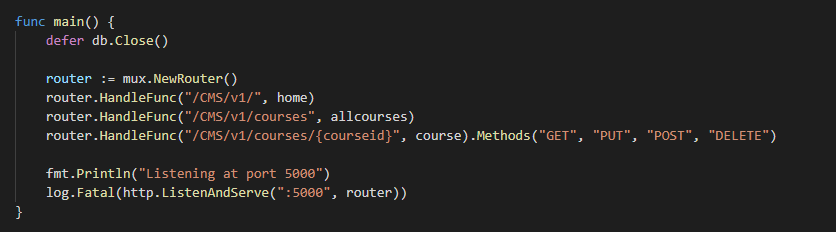 func main() {
    defer db.Close()

    router := mux.NewRouter()
    router.HandleFunc("/CMS/v1/", home)
    router.HandleFunc("/CMS/v1/courses", allcourses)
    router.HandleFunc("/CMS/v1/courses/{courseid}", course).Methods("GET", "PUT", "POST", "DELETE")

    fmt.Println("Listening at port 5000")
    log.Fatal(http.ListenAndServe(":5000", router))
}